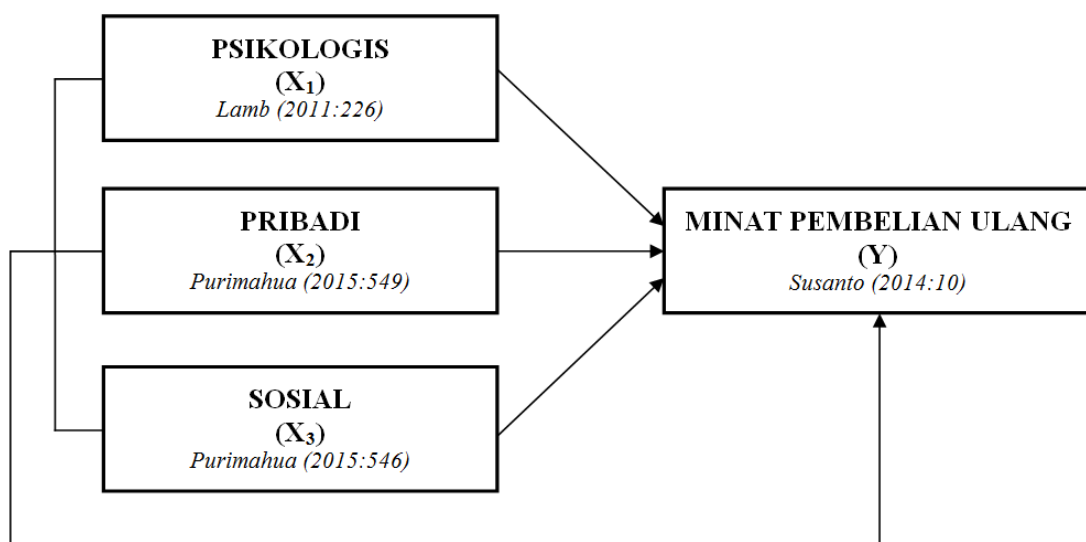 PSIKOLOGIS
(X₁)
Lamb (2011:226)
PRIBADI
(X₂)
Purimahua (2015:549)
SOSIAL
(X₃)
Purimahua (2015:546)
MINAT PEMBELIAN ULANG
(Y)
Susanto (2014:10)